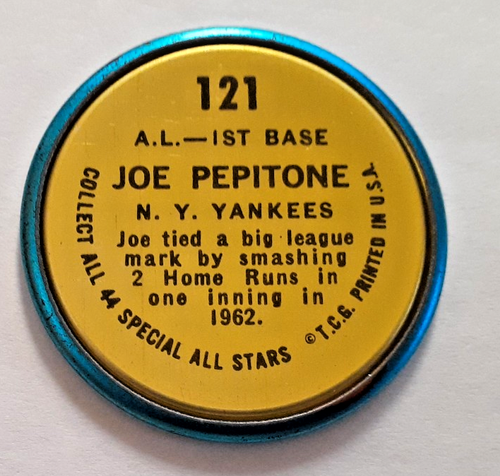 121
A.L.—IST BASE
JOE PEPITONE
N. Y. YANKEES
Joe tied a big league
mark by smashing
2 Home Runs in
one inning in
1962.
COLLECT ALL 44 SPECIAL ALL STARS
©T.C.G. PRINTED IN U.S.A.